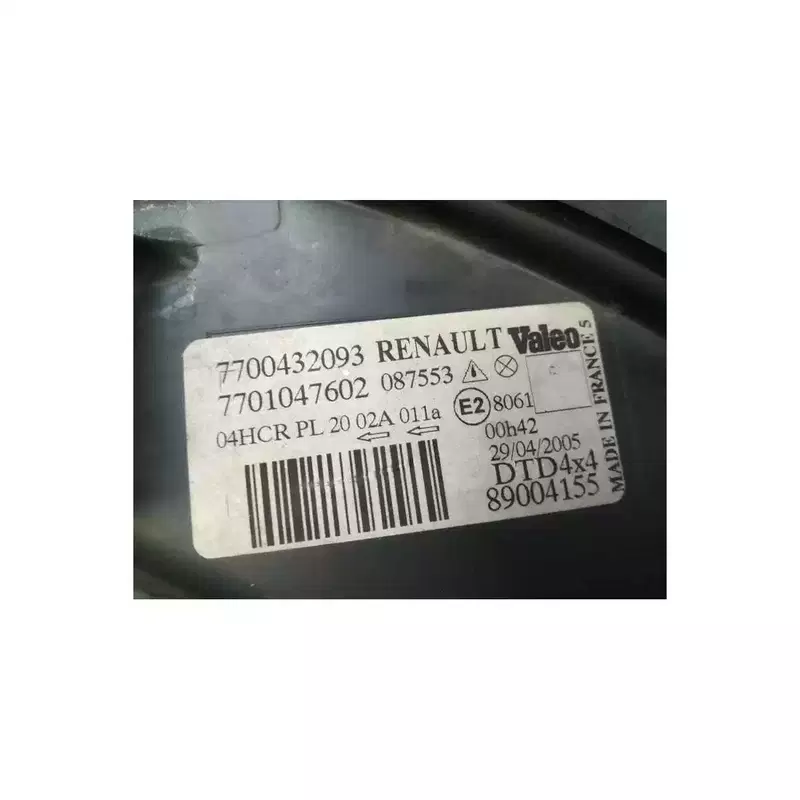 7700432093 RENAULT Valeo
7701047602 087553
E2 8061
04HCR PL 20 02A 011a
00h42
29/04/2005
DTD4x4
89004155
MADE IN FRANCE 5